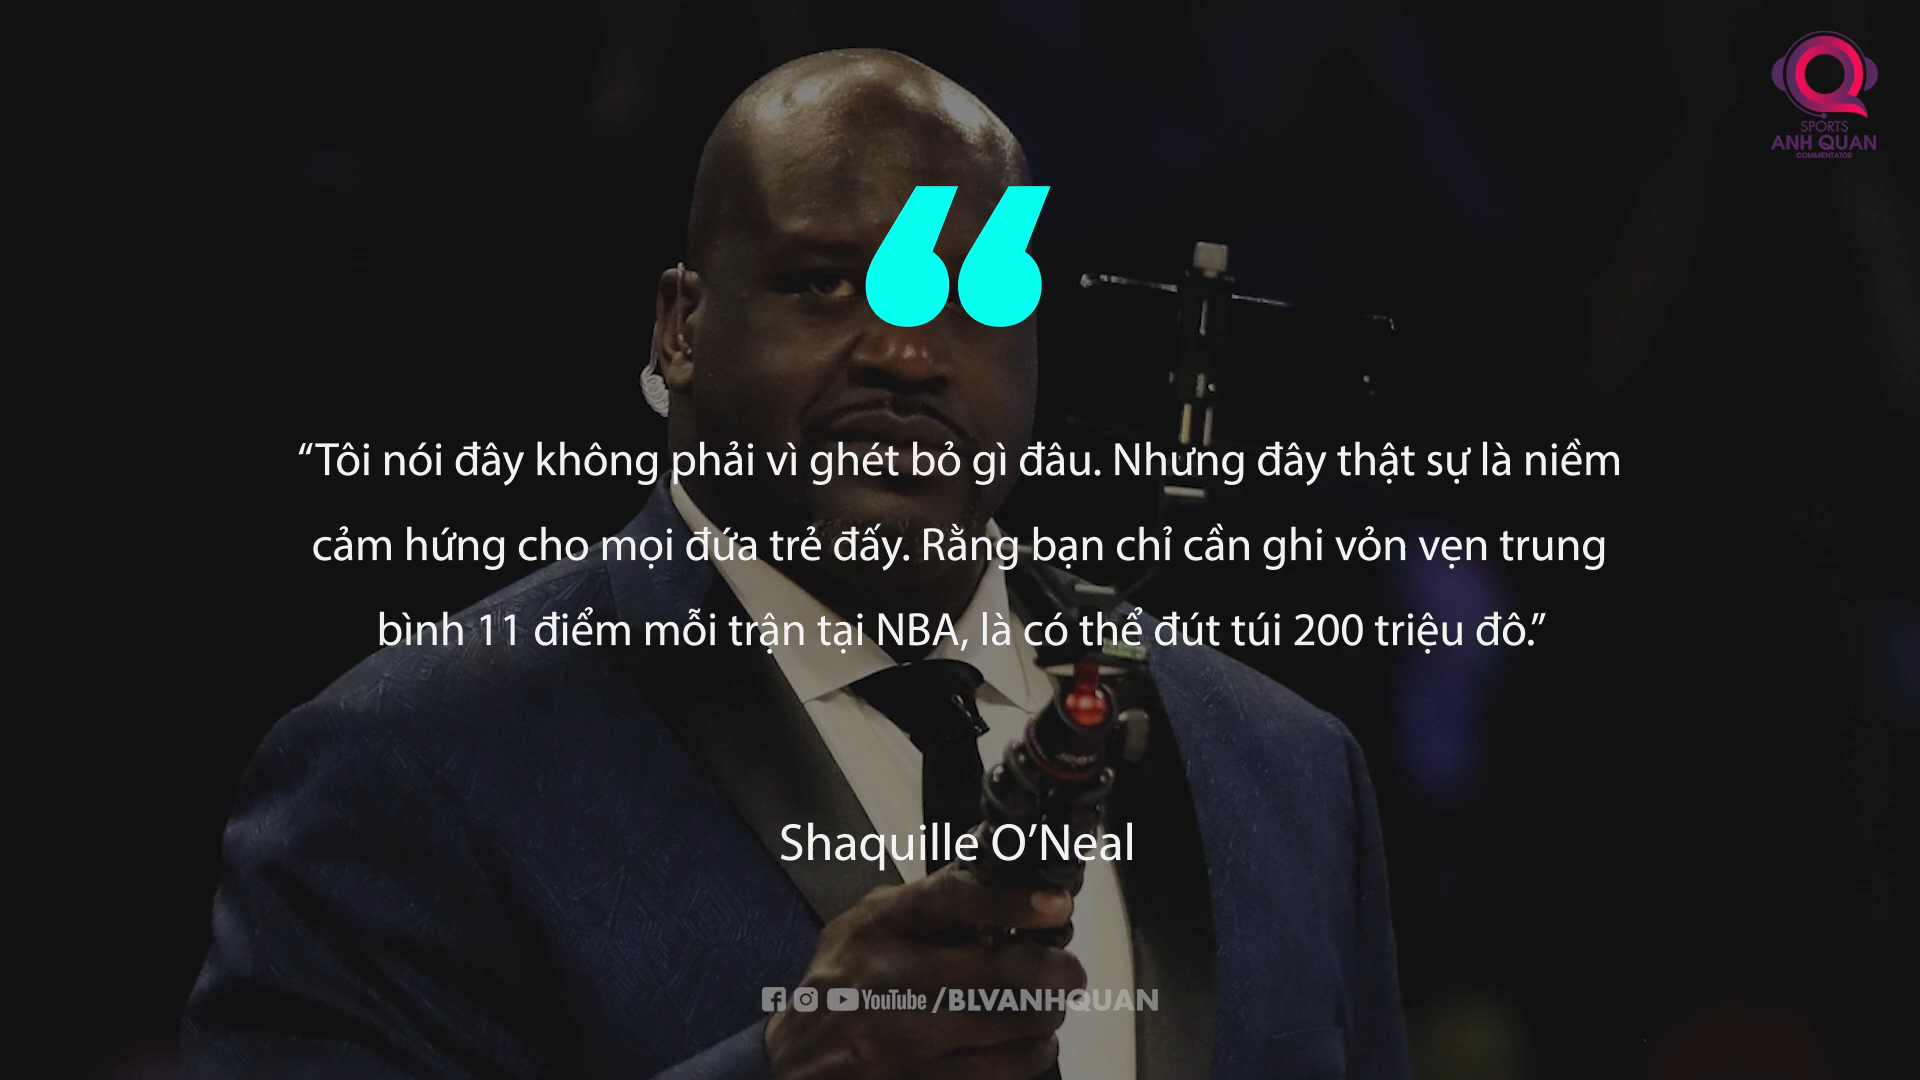 SPORTS
ANH QUAN
COMMENTATOR
“Tôi nói đây không phải vì ghét bỏ gì đâu. Nhưng đây thật sự là niềm
cảm hứng cho mọi đứa trẻ đấy. Rằng bạn chỉ cần ghi vỏn vẹn trung
bình 11 điểm mỗi trận tại NBA, là có thể đút túi 200 triệu đô.”
Shaquille O’Neal
YouTube /BLVANHQUAN